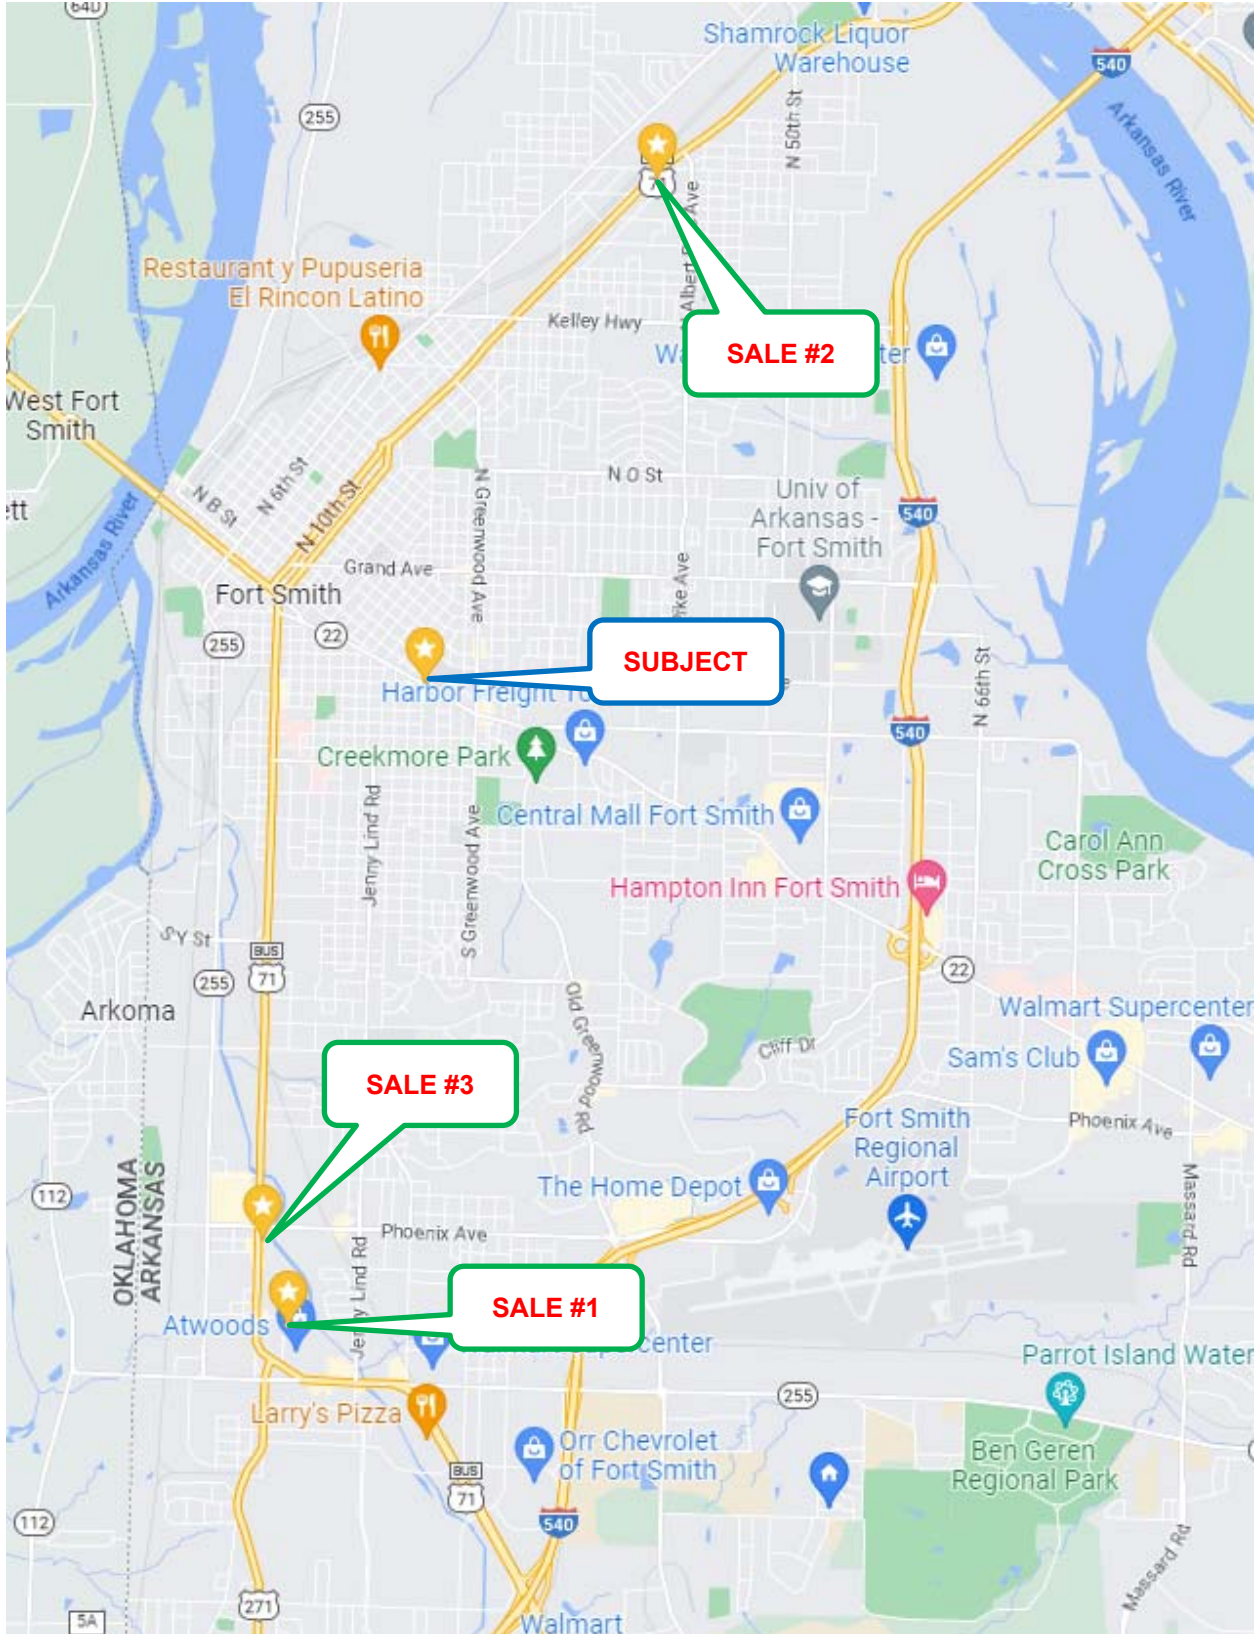 64D
Shamrock Liquor
Warehouse
540
255
Arkansas River
N 50th St
71
Ave
Restaurant y Pupuseria
El Rincon Latino
Albert
Kelley Hwy
SALE #2
West Fort
Smith
N O St
Univ of
Arkansas -
Fort Smith
540
N 6th St
N B St
N 10th St
N Greenwood Ave
Arkansas River
Grand Ave
Fort Smith
255
22
SUBJECT
Harbor Freight
N 66th St
540
Creekmore Park
Central Mall Fort Smith
Jenny Lind Rd
S Greenwood Ave
Carol Ann
Cross Park
Hampton Inn Fort Smith
BUS
71
255
22
Arkoma
Old Greenwood Rd
Cliff Dr
Walmart Supercenter
Sam's Club
SALE #3
Phoenix Ave
Fort Smith
Regional
Airport
OKLAHOMA
ARKANSAS
112
The Home Depot
Massard Rd
Phoenix Ave
Jenny Lind Rd
SALE #1
Atwoods
center
Parrot Island Water
255
Larry's Pizza
Orr Chevrolet
of Fort Smith
Ben Geren
Regional Park
BUS
71
112
540
Massard Rd
271
5A
Walmart